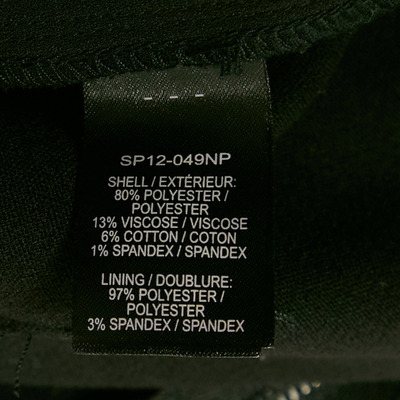 SP12-049NP
SHELL / EXTÉRIEUR:
80% POLYESTER /
POLYESTER
13% VISCOSE / VISCOSE
6% COTTON / COTON
1% SPANDEX / SPANDEX
LINING / DOUBLURE:
97% POLYESTER /
POLYESTER
3% SPANDEX / SPANDEX